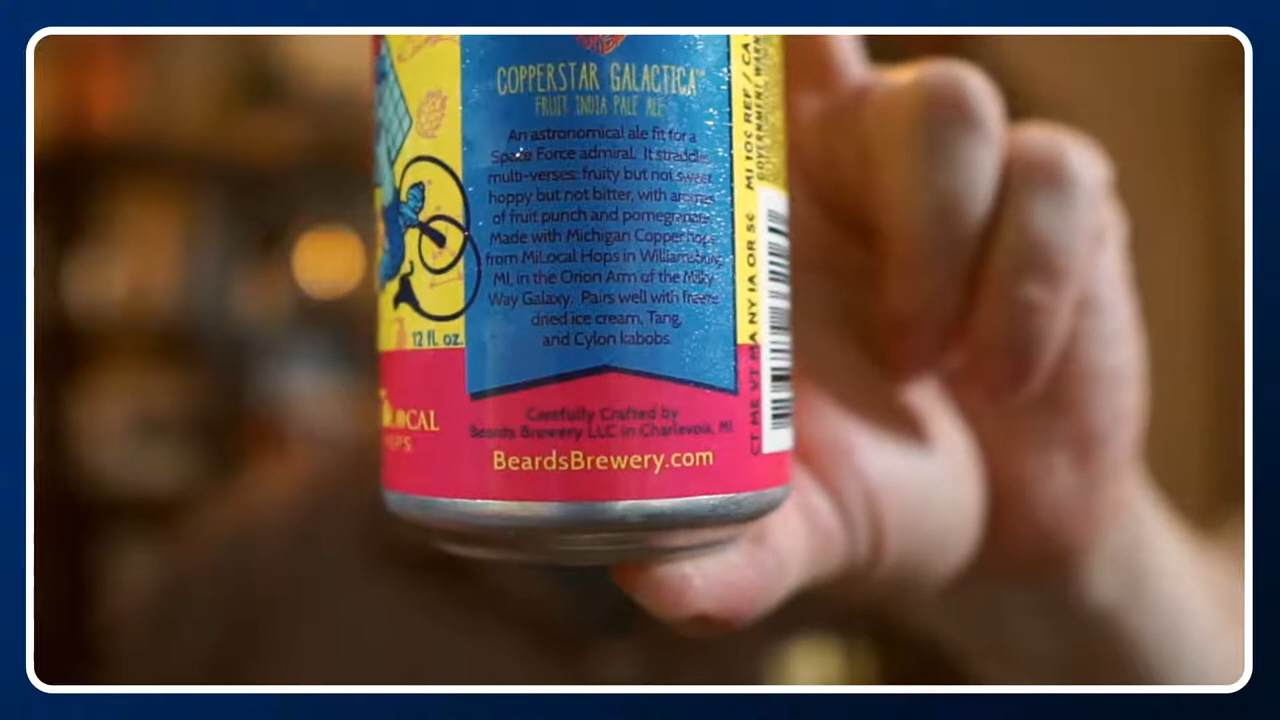 COPPERSTAR GALACTICA™
FRUIT INDIA PALE ALE
An astronomical ale fit for a
Space Force admiral. It straddles
multi-verses: fruity but not sweet,
hoppy but not bitter, with aromas
of fruit punch and pomegranate.
Made with Michigan Copper hops
from MiLocal Hops in Williamsburg,
MI, in the Orion Arm of the Milky
Way Galaxy. Pairs well with freeze
dried ice cream, Tang,
and Cylon kabobs.
12 fl. oz.
LOCAL
Carefully Crafted by
Beards Brewery LLC in Charlevoix, MI
BeardsBrewery.com
MI 10¢ REF / CA
GOVERNMENT WARN
CT ME VT MA NY IA OR 5¢